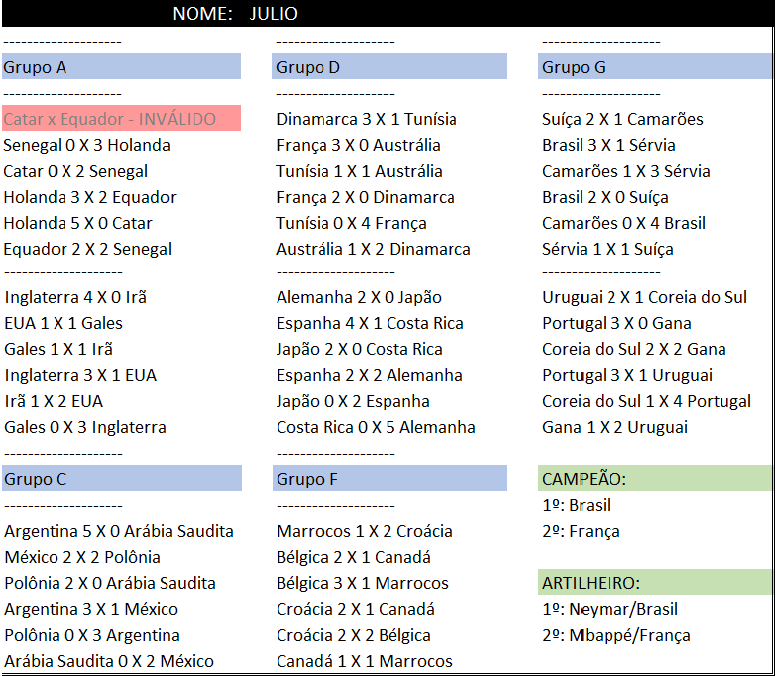 NOME: JULIO
--------------------
Grupo A
--------------------
Catar x Equador - INVÁLIDO
Senegal 0 X 3 Holanda
Catar 0 X 2 Senegal
Holanda 3 X 2 Equador
Holanda 5 X 0 Catar
Equador 2 X 2 Senegal
--------------------
Inglaterra 4 X 0 Irã
EUA 1 X 1 Gales
Gales 1 X 1 Irã
Inglaterra 3 X 1 EUA
Irã 1 X 2 EUA
Gales 0 X 3 Inglaterra
--------------------
Grupo C
--------------------
Argentina 5 X 0 Arábia Saudita
México 2 X 2 Polônia
Polônia 2 X 0 Arábia Saudita
Argentina 3 X 1 México
Polônia 0 X 3 Argentina
Arábia Saudita 0 X 2 México
--------------------
Grupo D
--------------------
Dinamarca 3 X 1 Tunísia
França 3 X 0 Austrália
Tunísia 1 X 1 Austrália
França 2 X 0 Dinamarca
Tunísia 0 X 4 França
Austrália 1 X 2 Dinamarca
--------------------
Alemanha 2 X 0 Japão
Espanha 4 X 1 Costa Rica
Japão 2 X 0 Costa Rica
Espanha 2 X 2 Alemanha
Japão 0 X 2 Espanha
Costa Rica 0 X 5 Alemanha
--------------------
Grupo F
--------------------
Marrocos 1 X 2 Croácia
Bélgica 2 X 1 Canadá
Bélgica 3 X 1 Marrocos
Croácia 2 X 1 Canadá
Croácia 2 X 2 Bélgica
Canadá 1 X 1 Marrocos
--------------------
Grupo G
--------------------
Suíça 2 X 1 Camarões
Brasil 3 X 1 Sérvia
Camarões 1 X 3 Sérvia
Brasil 2 X 0 Suíça
Camarões 0 X 4 Brasil
Sérvia 1 X 1 Suíça
--------------------
Uruguai 2 X 1 Coreia do Sul
Portugal 3 X 0 Gana
Coreia do Sul 2 X 2 Gana
Portugal 3 X 1 Uruguai
Coreia do Sul 1 X 4 Portugal
Gana 1 X 2 Uruguai
CAMPEÃO:
1º: Brasil
2º: França
ARTILHEIRO:
1º: Neymar/Brasil
2º: Mbappé/França